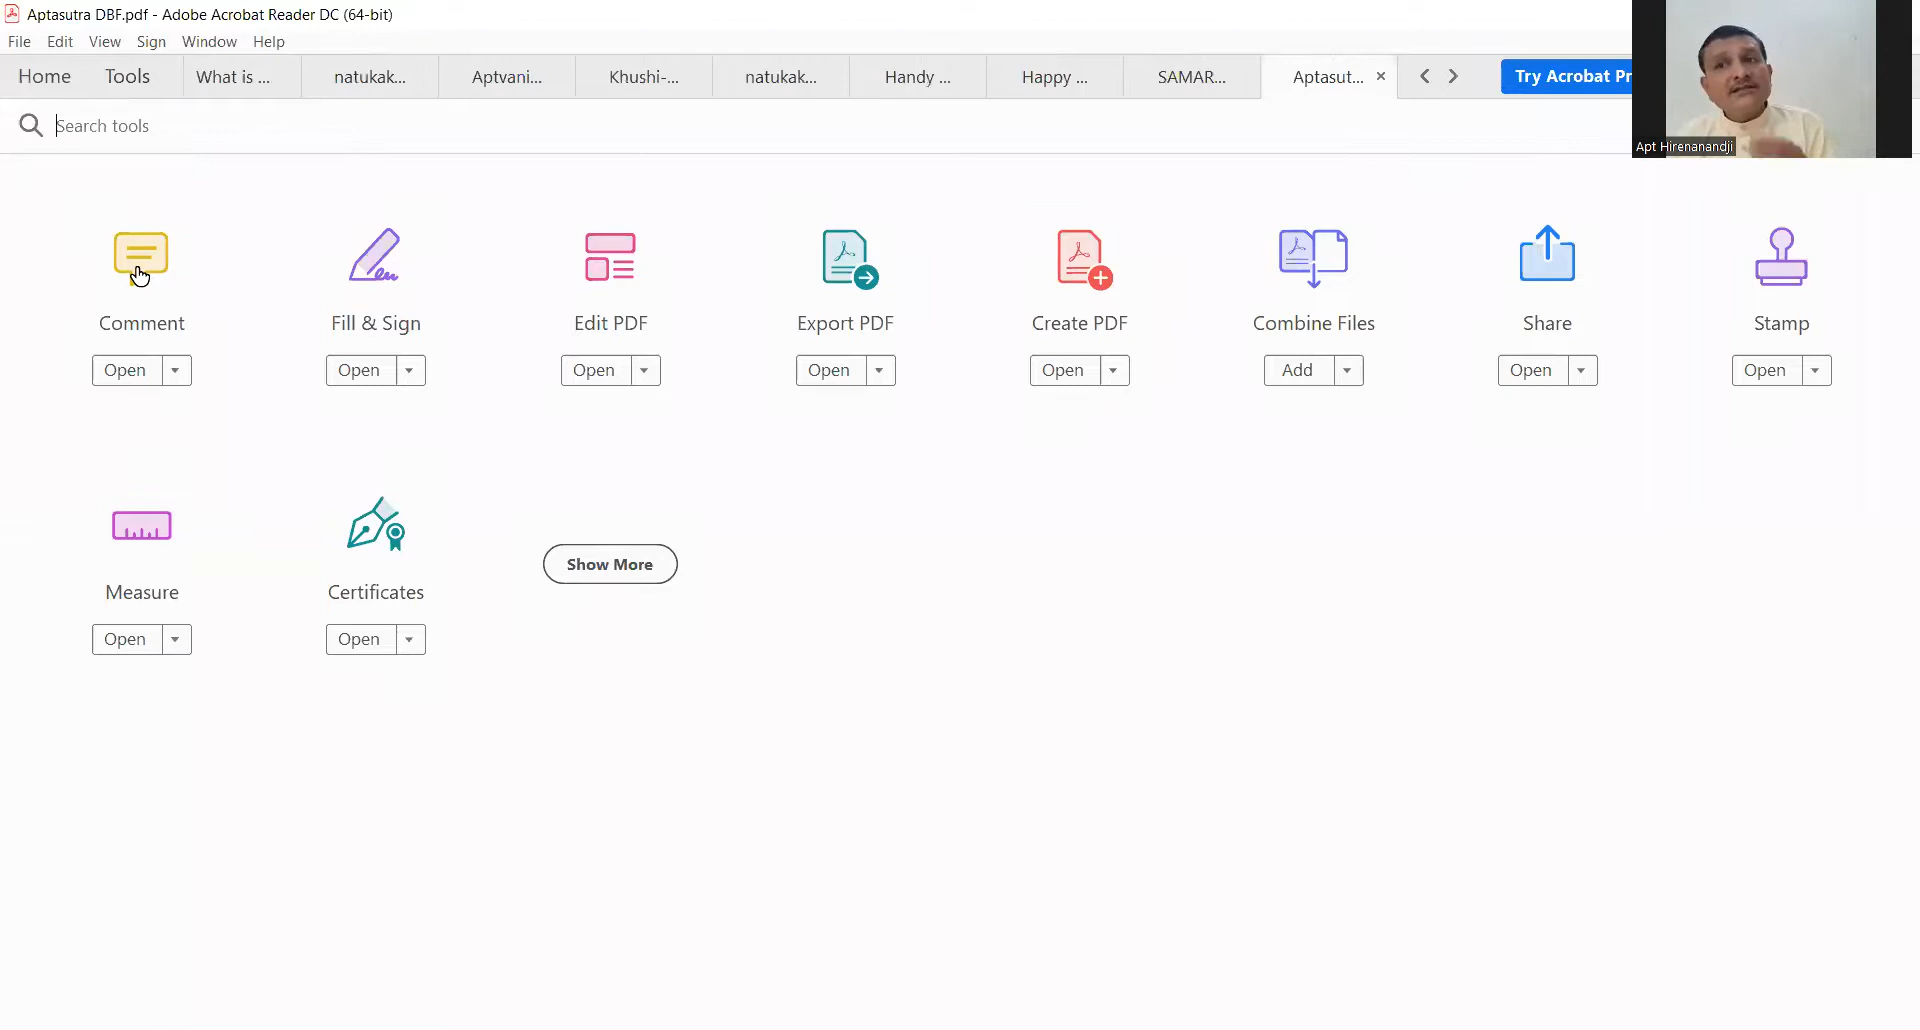 Aptasutra DBF.pdf - Adobe Acrobat Reader DC (64-bit)
File Edit View Sign Window Help
Home Tools What is ... natukak... Aptvani... Khushi-... natukak... Handy ... Happy ... SAMAR... Aptasut... Try Acrobat Pr
Search tools
Apt Hirenanandji
Comment Fill & Sign Edit PDF Export PDF Create PDF Combine Files Share Stamp
Open Open Open Open Open Add Open Open
Show More
Measure Certificates
Open Open